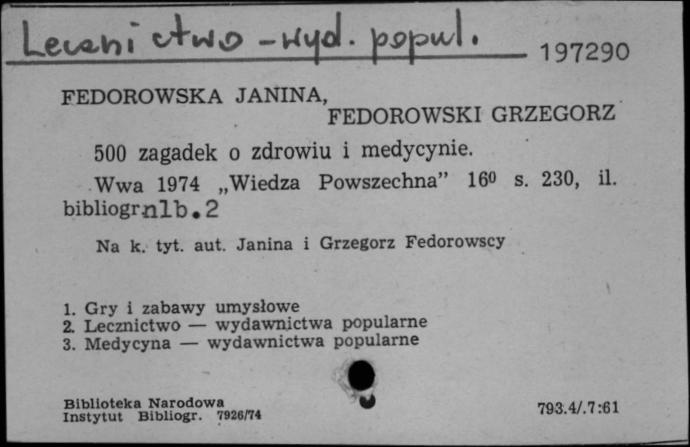 Lecznictwo - wyd. popul.
197290
FEDOROWSKA JANINA,
FEDOROWSKI GRZEGORZ
500 zagadek o zdrowiu i medycynie.
Wwa 1974 „Wiedza Powszechna” 16⁰ s. 230, il.
bibliogr nlb. 2
Na k. tyt. aut. Janina i Grzegorz Fedorowscy
1. Gry i zabawy umysłowe
2. Lecznictwo — wydawnictwa popularne
3. Medycyna — wydawnictwa popularne
Biblioteka Narodowa
Instytut Bibliogr. 7926/74
793.4/.7:61